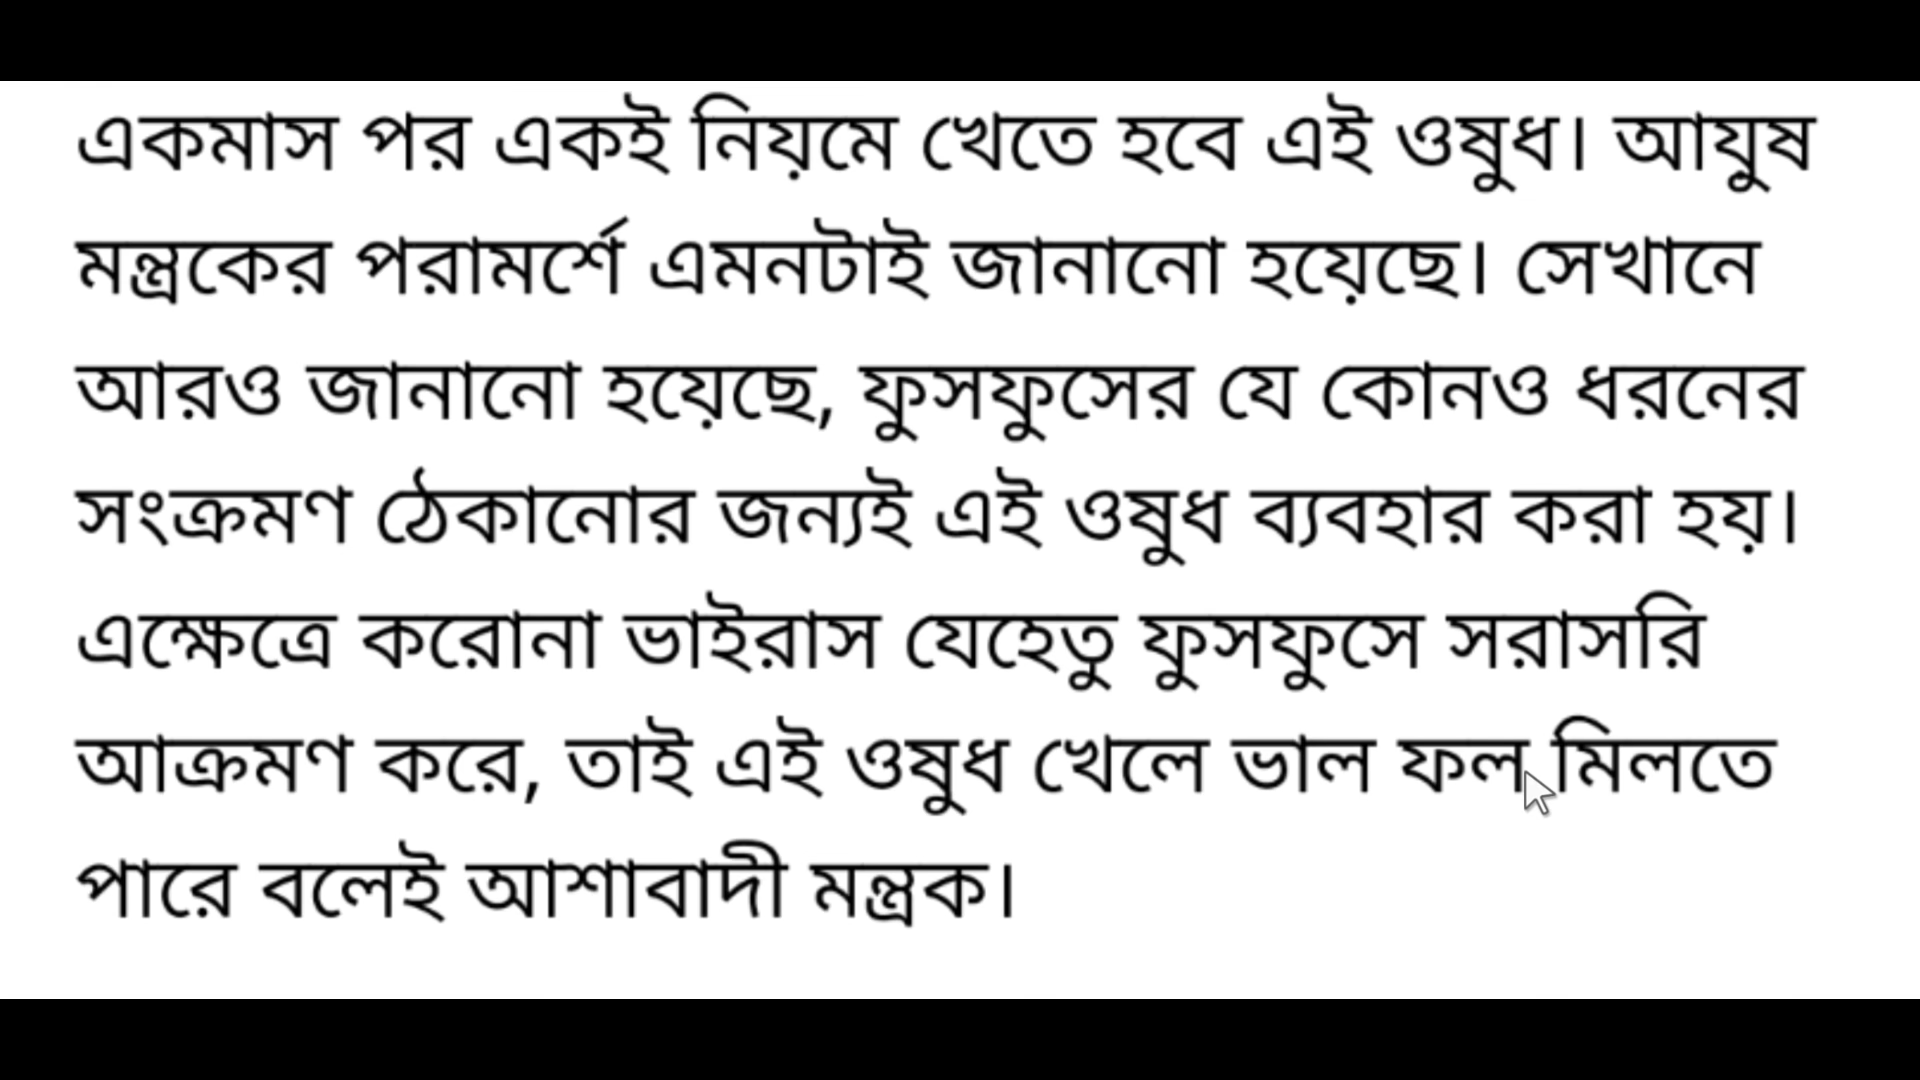 একমাস পর একই নিয়মে খেতে হবে এই ওষুধ। আযুষ
মন্ত্রকের পরামর্শে এমনটাই জানানো হয়েছে। সেখানে
আরও জানানো হয়েছে, ফুসফুসের যে কোনও ধরনের
সংক্রমণ ঠেকানোর জন্যই এই ওষুধ ব্যবহার করা হয়।
এক্ষেত্রে করোনা ভাইরাস যেহেতু ফুসফুসে সরাসরি
আক্রমণ করে, তাই এই ওষুধ খেলে ভাল ফল মিলতে
পারে বলেই আশাবাদী মন্ত্রক।